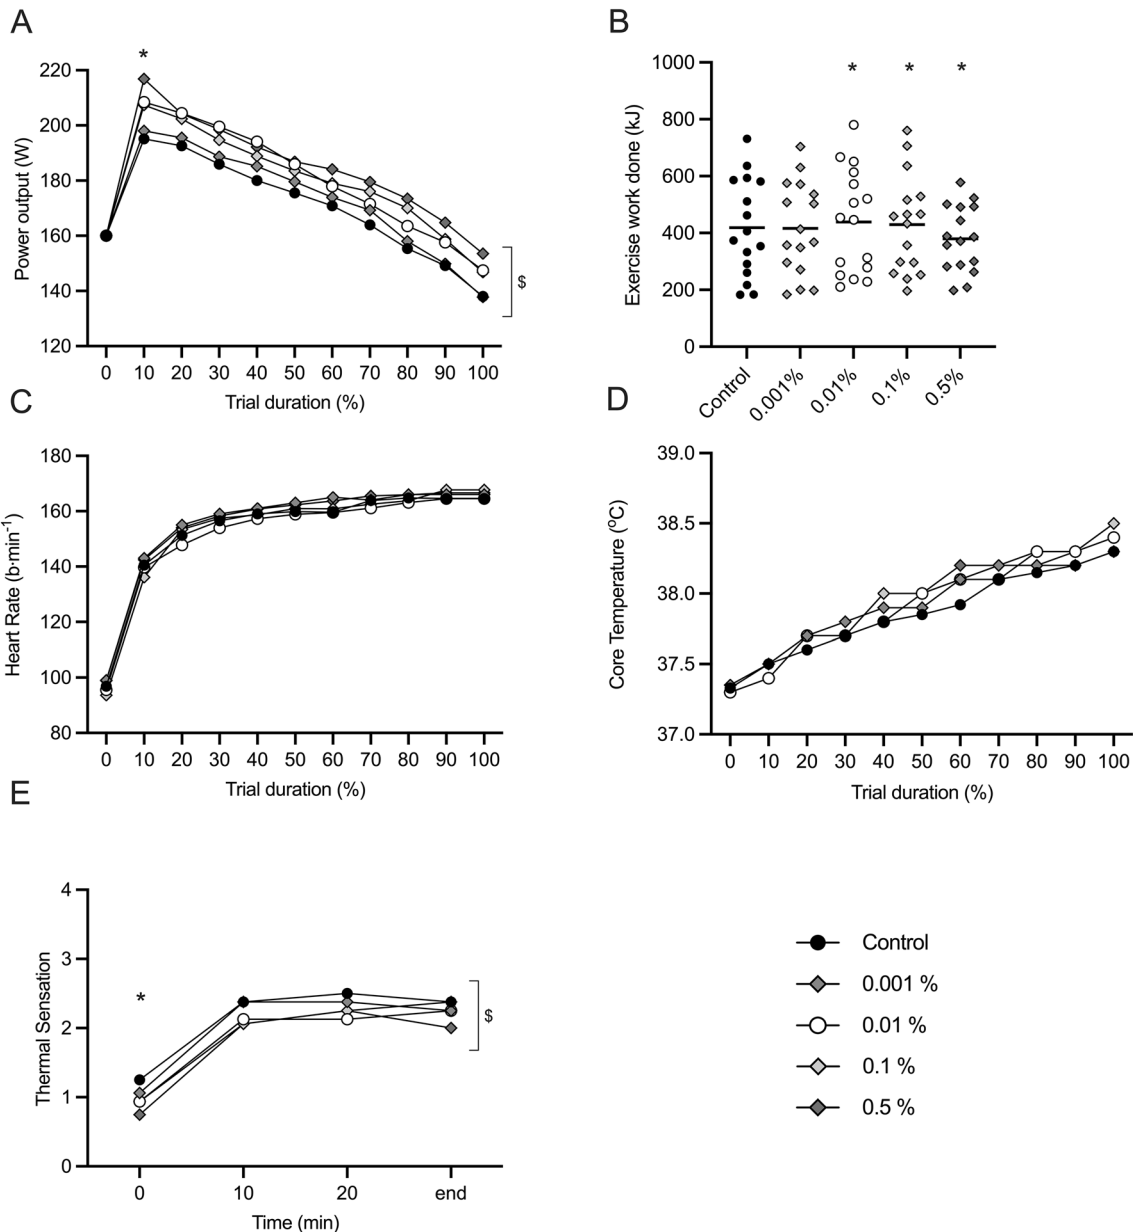 A
*
Power output (W)
220
200
180
160
140
120
$
0 10 20 30 40 50 60 70 80 90 100
Trial duration (%)
B
* * *
Exercise work done (kJ)
1000
800
600
400
200
0
Control 0.001% 0.01% 0.1% 0.5%
C
Heart Rate (b·min-1)
180
160
140
120
100
80
0 10 20 30 40 50 60 70 80 90 100
Trial duration (%)
D
Core Temperature (oC)
39.0
38.5
38.0
37.5
37.0
0 10 20 30 40 50 60 70 80 90 100
Trial duration (%)
E
Thermal Sensation
4
3
2
1
0
*
$
0 10 20 end
Time (min)
Control
0.001 %
0.01 %
0.1 %
0.5 %